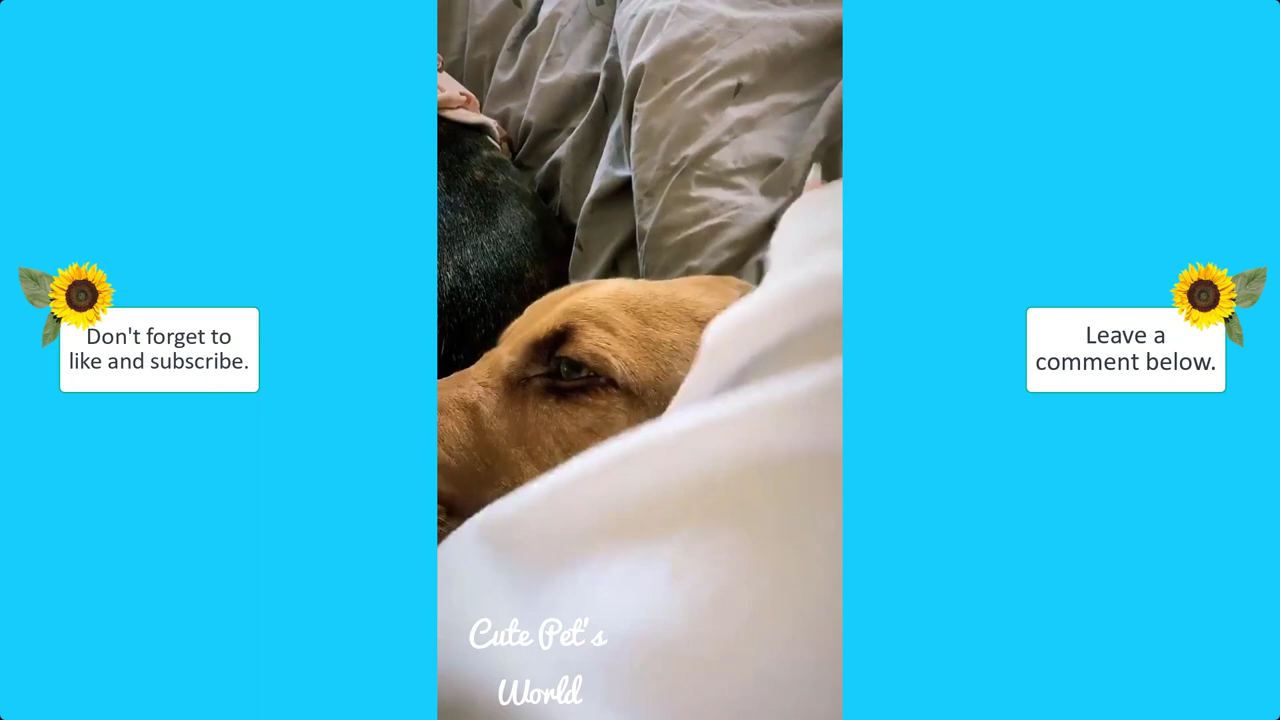 Don't forget to
like and subscribe.
Leave a
comment below.
Cute Pet's
World